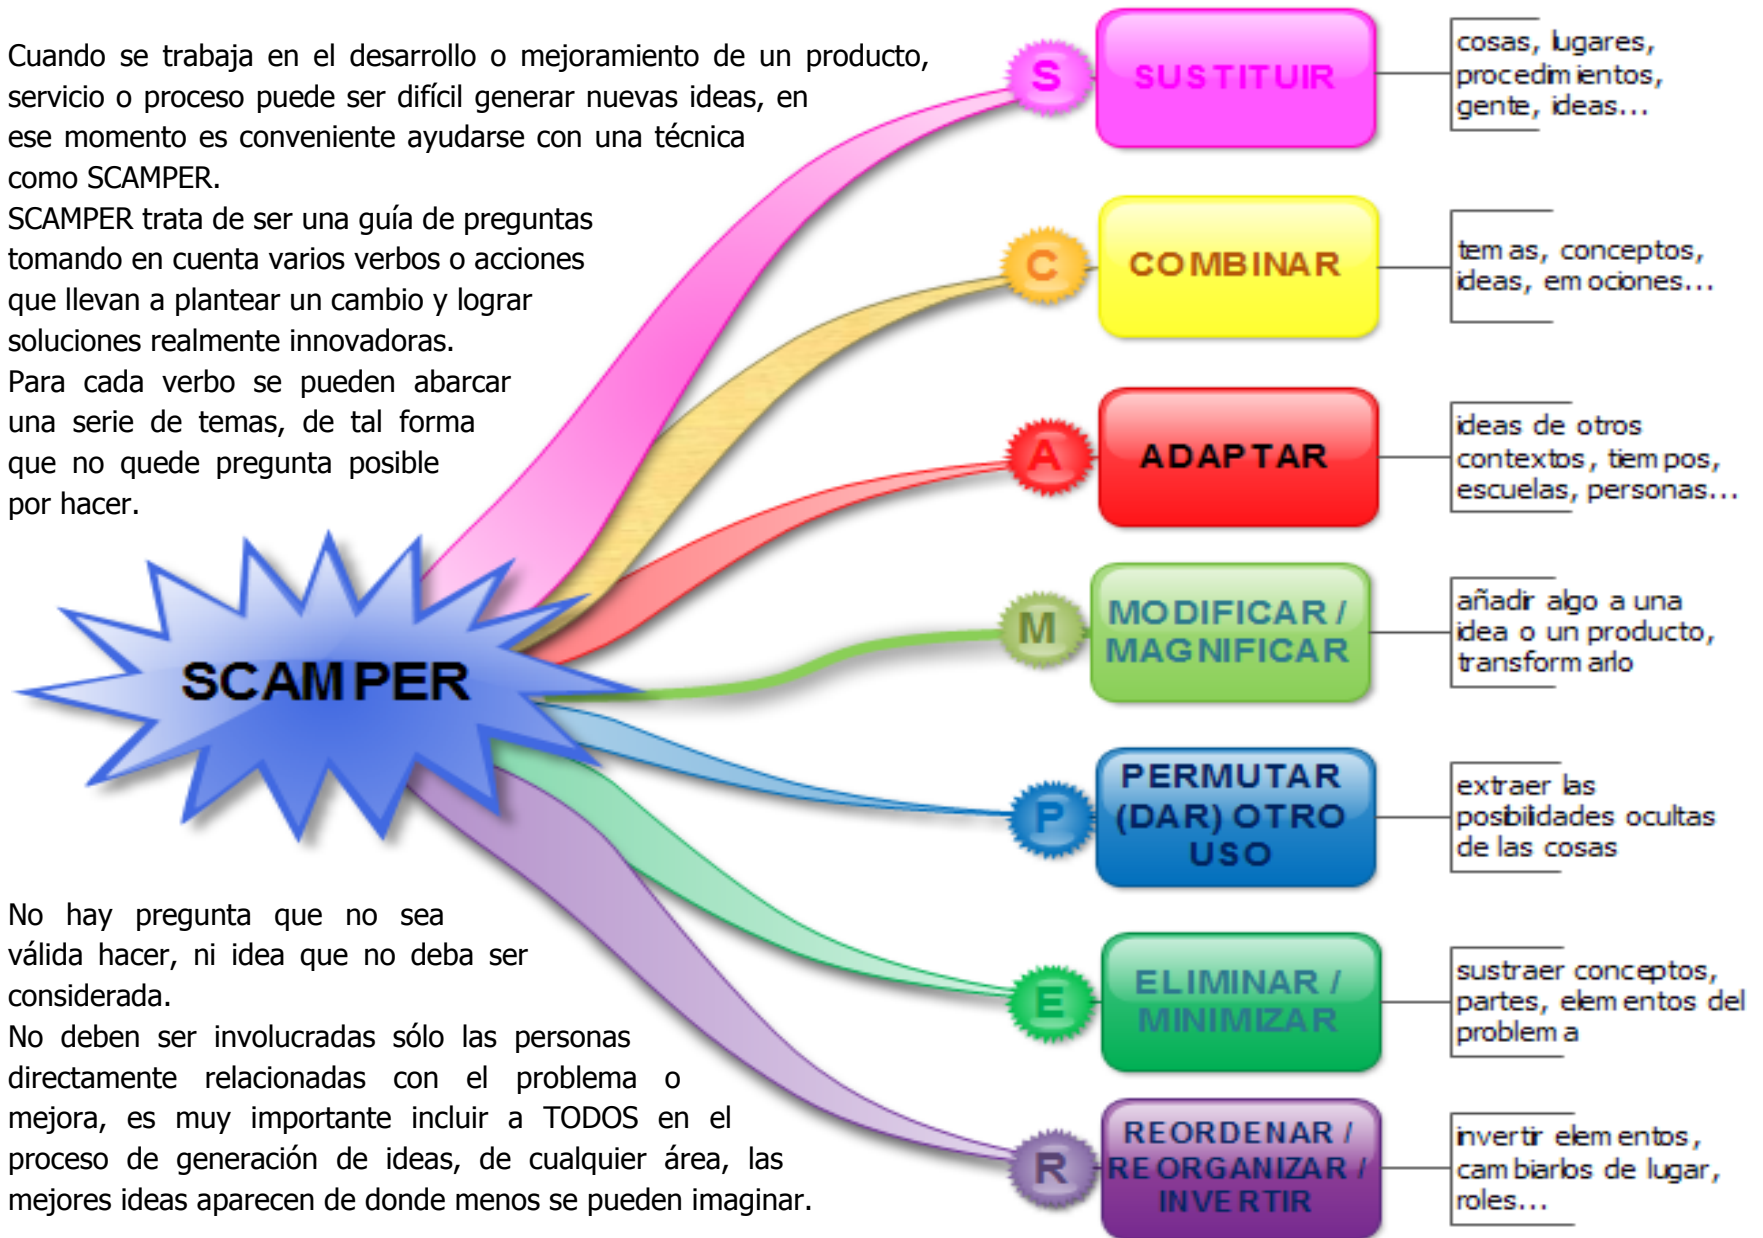 Cuando se trabaja en el desarrollo o mejoramiento de un producto,
servicio o proceso puede ser difícil generar nuevas ideas, en
ese momento es conveniente ayudarse con una técnica
como SCAMPER.
SCAMPER trata de ser una guía de preguntas
tomando en cuenta varios verbos o acciones
que llevan a plantear un cambio y lograr
soluciones realmente innovadoras.
Para cada verbo se pueden abarcar
una serie de temas, de tal forma
que no quede pregunta posible
por hacer.
SCAMPER
No hay pregunta que no sea
válida hacer, ni idea que no deba ser
considerada.
No deben ser involucradas sólo las personas
directamente relacionadas con el problema o
mejora, es muy importante incluir a TODOS en el
proceso de generación de ideas, de cualquier área, las
mejores ideas aparecen de donde menos se pueden imaginar.
S
SUSTITUIR
cosas, lugares,
procedimientos,
gente, ideas...
C
COMBINAR
temas, conceptos,
ideas, emociones...
A
ADAPTAR
ideas de otros
contextos, tiempos,
escuelas, personas...
M
MODIFICAR /
MAGNIFICAR
añadir algo a una
idea o un producto,
transformarlo
P
PERMUTAR
(DAR) OTRO
USO
extraer las
posibilidades ocultas
de las cosas
E
ELIMINAR /
MINIMIZAR
sustraer conceptos,
partes, elementos del
problema
R
REORDENAR /
REORGANIZAR /
INVERTIR
invertir elementos,
cambiarlos de lugar,
roles...